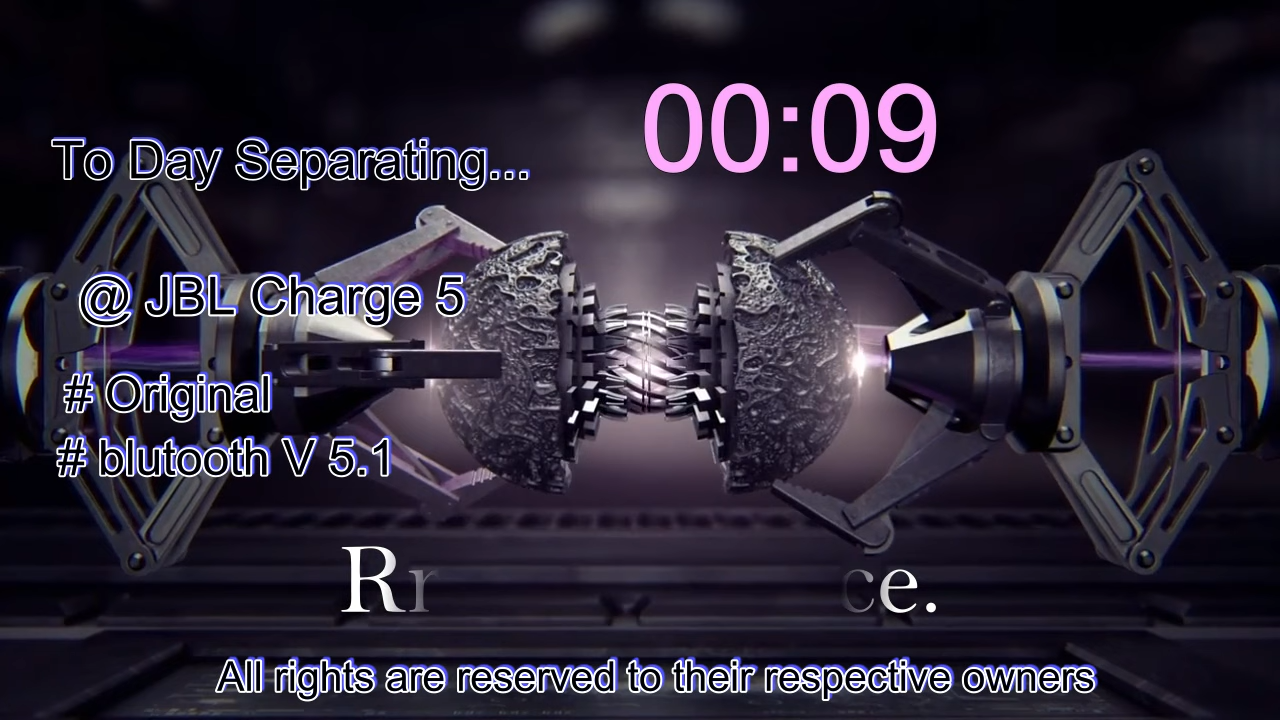 00:09
To Day Separating...
@ JBL Charge 5
# Original
# blutooth V 5.1
All rights are reserved to their respective owners